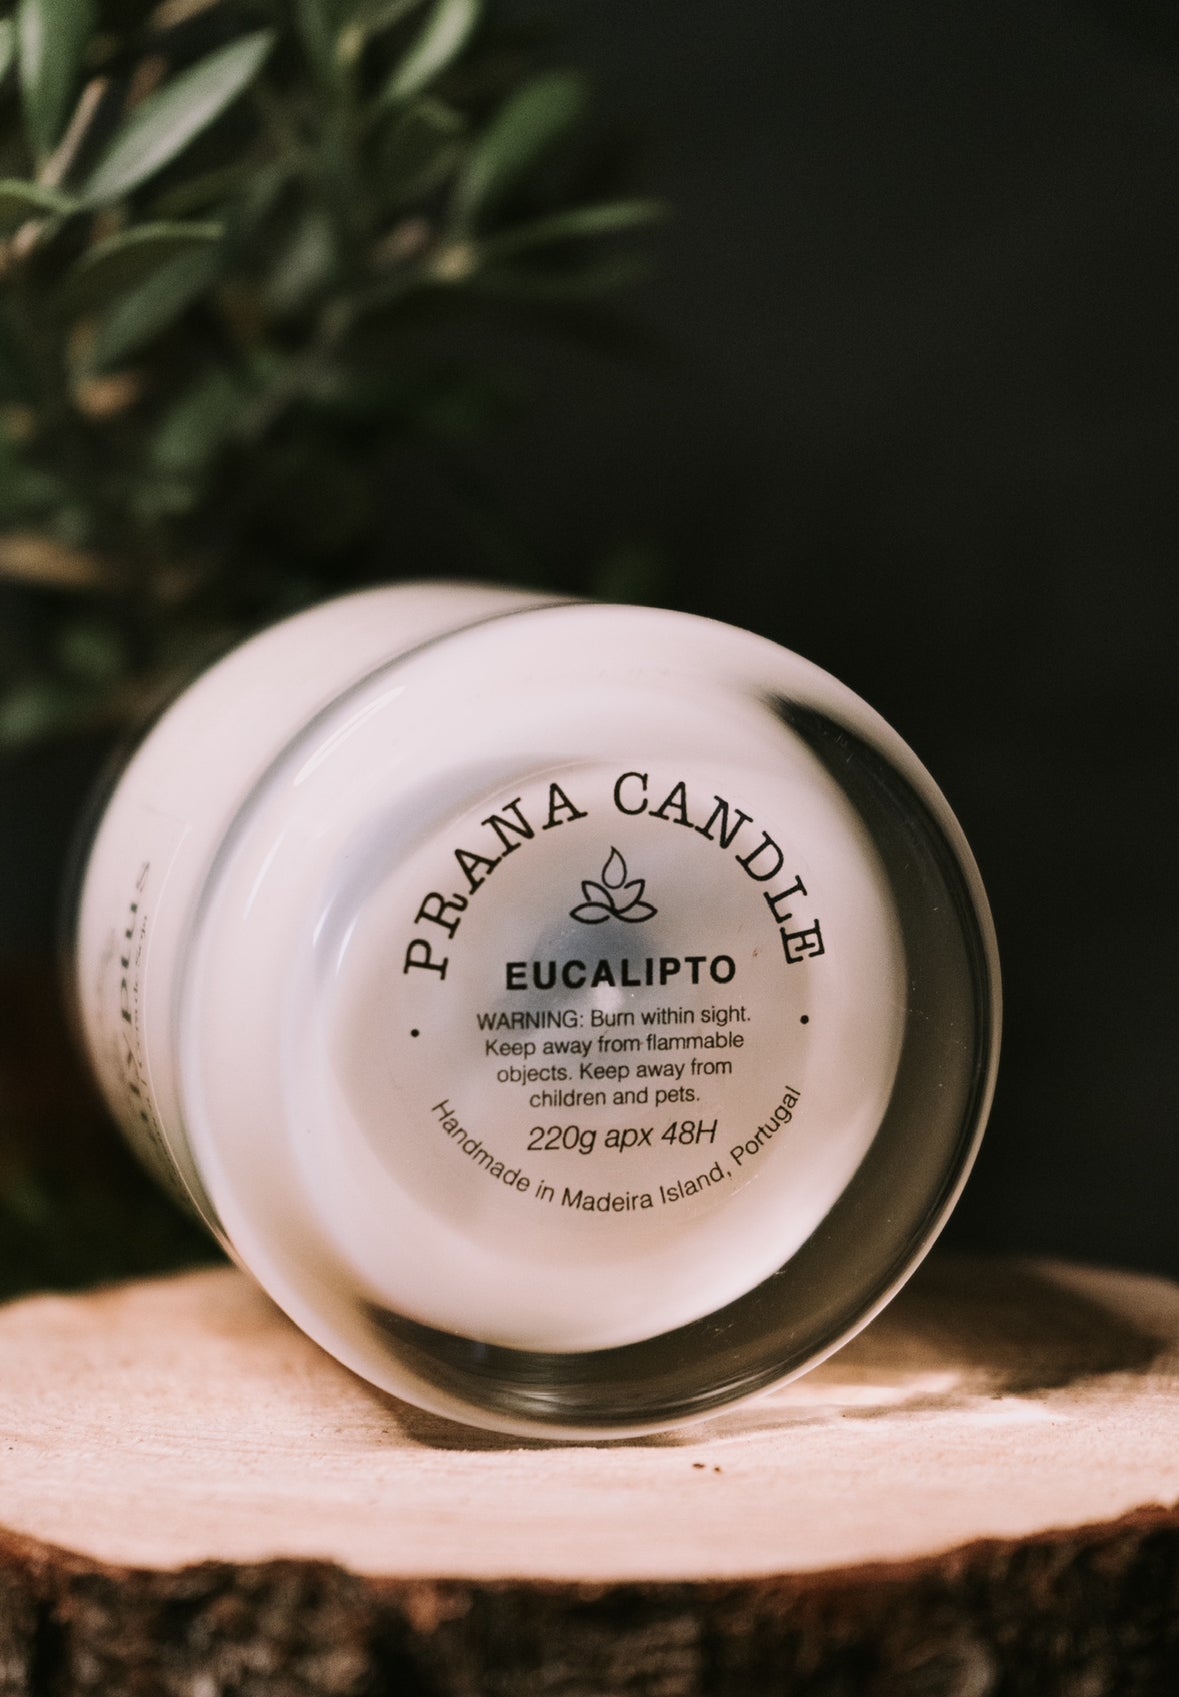 PRANA CANDLE
EUCALIPTO
WARNING: Burn within sight.
Keep away from flammable
objects. Keep away from
children and pets.
220g apx 48H
Handmade in Madeira Island, Portugal